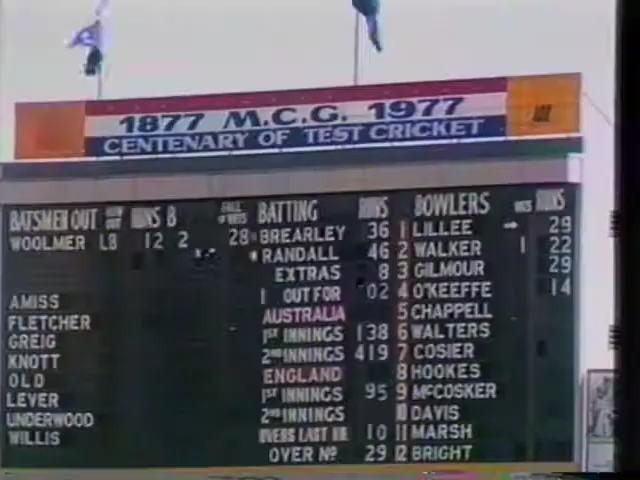 1877 M.C.G. 1977
CENTENARY OF TEST CRICKET
BATSMEN OUT HOW OUT RUNS B FALL OF WKTS BATTING RUNS BOWLERS WKTS RUNS
WOOLMER LB 12 2 28 BREARLEY 36 1 LILLEE 29
RANDALL 46 2 WALKER 1 22
EXTRAS 8 3 GILMOUR 29
AMISS 1 OUT FOR 02 4 O'KEEFFE 14
FLETCHER AUSTRALIA 5 CHAPPELL
GREIG 1ST INNINGS 138 6 WALTERS
KNOTT 2ND INNINGS 419 7 COSIER
OLD ENGLAND 8 HOOKES
LEVER 1ST INNINGS 95 9 McCOSKER
UNDERWOOD 2ND INNINGS 10 DAVIS
WILLIS OVERS LAST HR 10 11 MARSH
OVER NO 29 12 BRIGHT